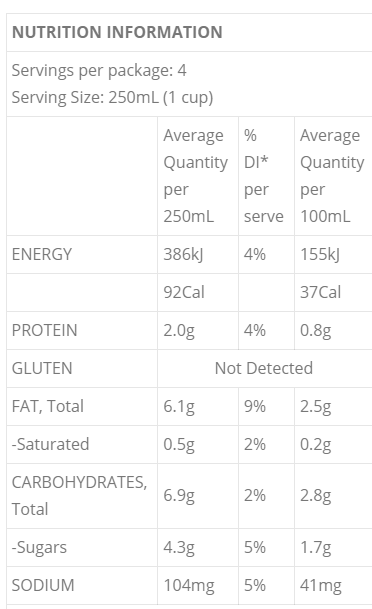 NUTRITION INFORMATION
Servings per package: 4
Serving Size: 250mL (1 cup)
Average Quantity per 250mL % DI* per serve Average Quantity per 100mL
ENERGY 386kJ 4% 155kJ
92Cal 37Cal
PROTEIN 2.0g 4% 0.8g
GLUTEN Not Detected
FAT, Total 6.1g 9% 2.5g
-Saturated 0.5g 2% 0.2g
CARBOHYDRATES, Total 6.9g 2% 2.8g
-Sugars 4.3g 5% 1.7g
SODIUM 104mg 5% 41mg